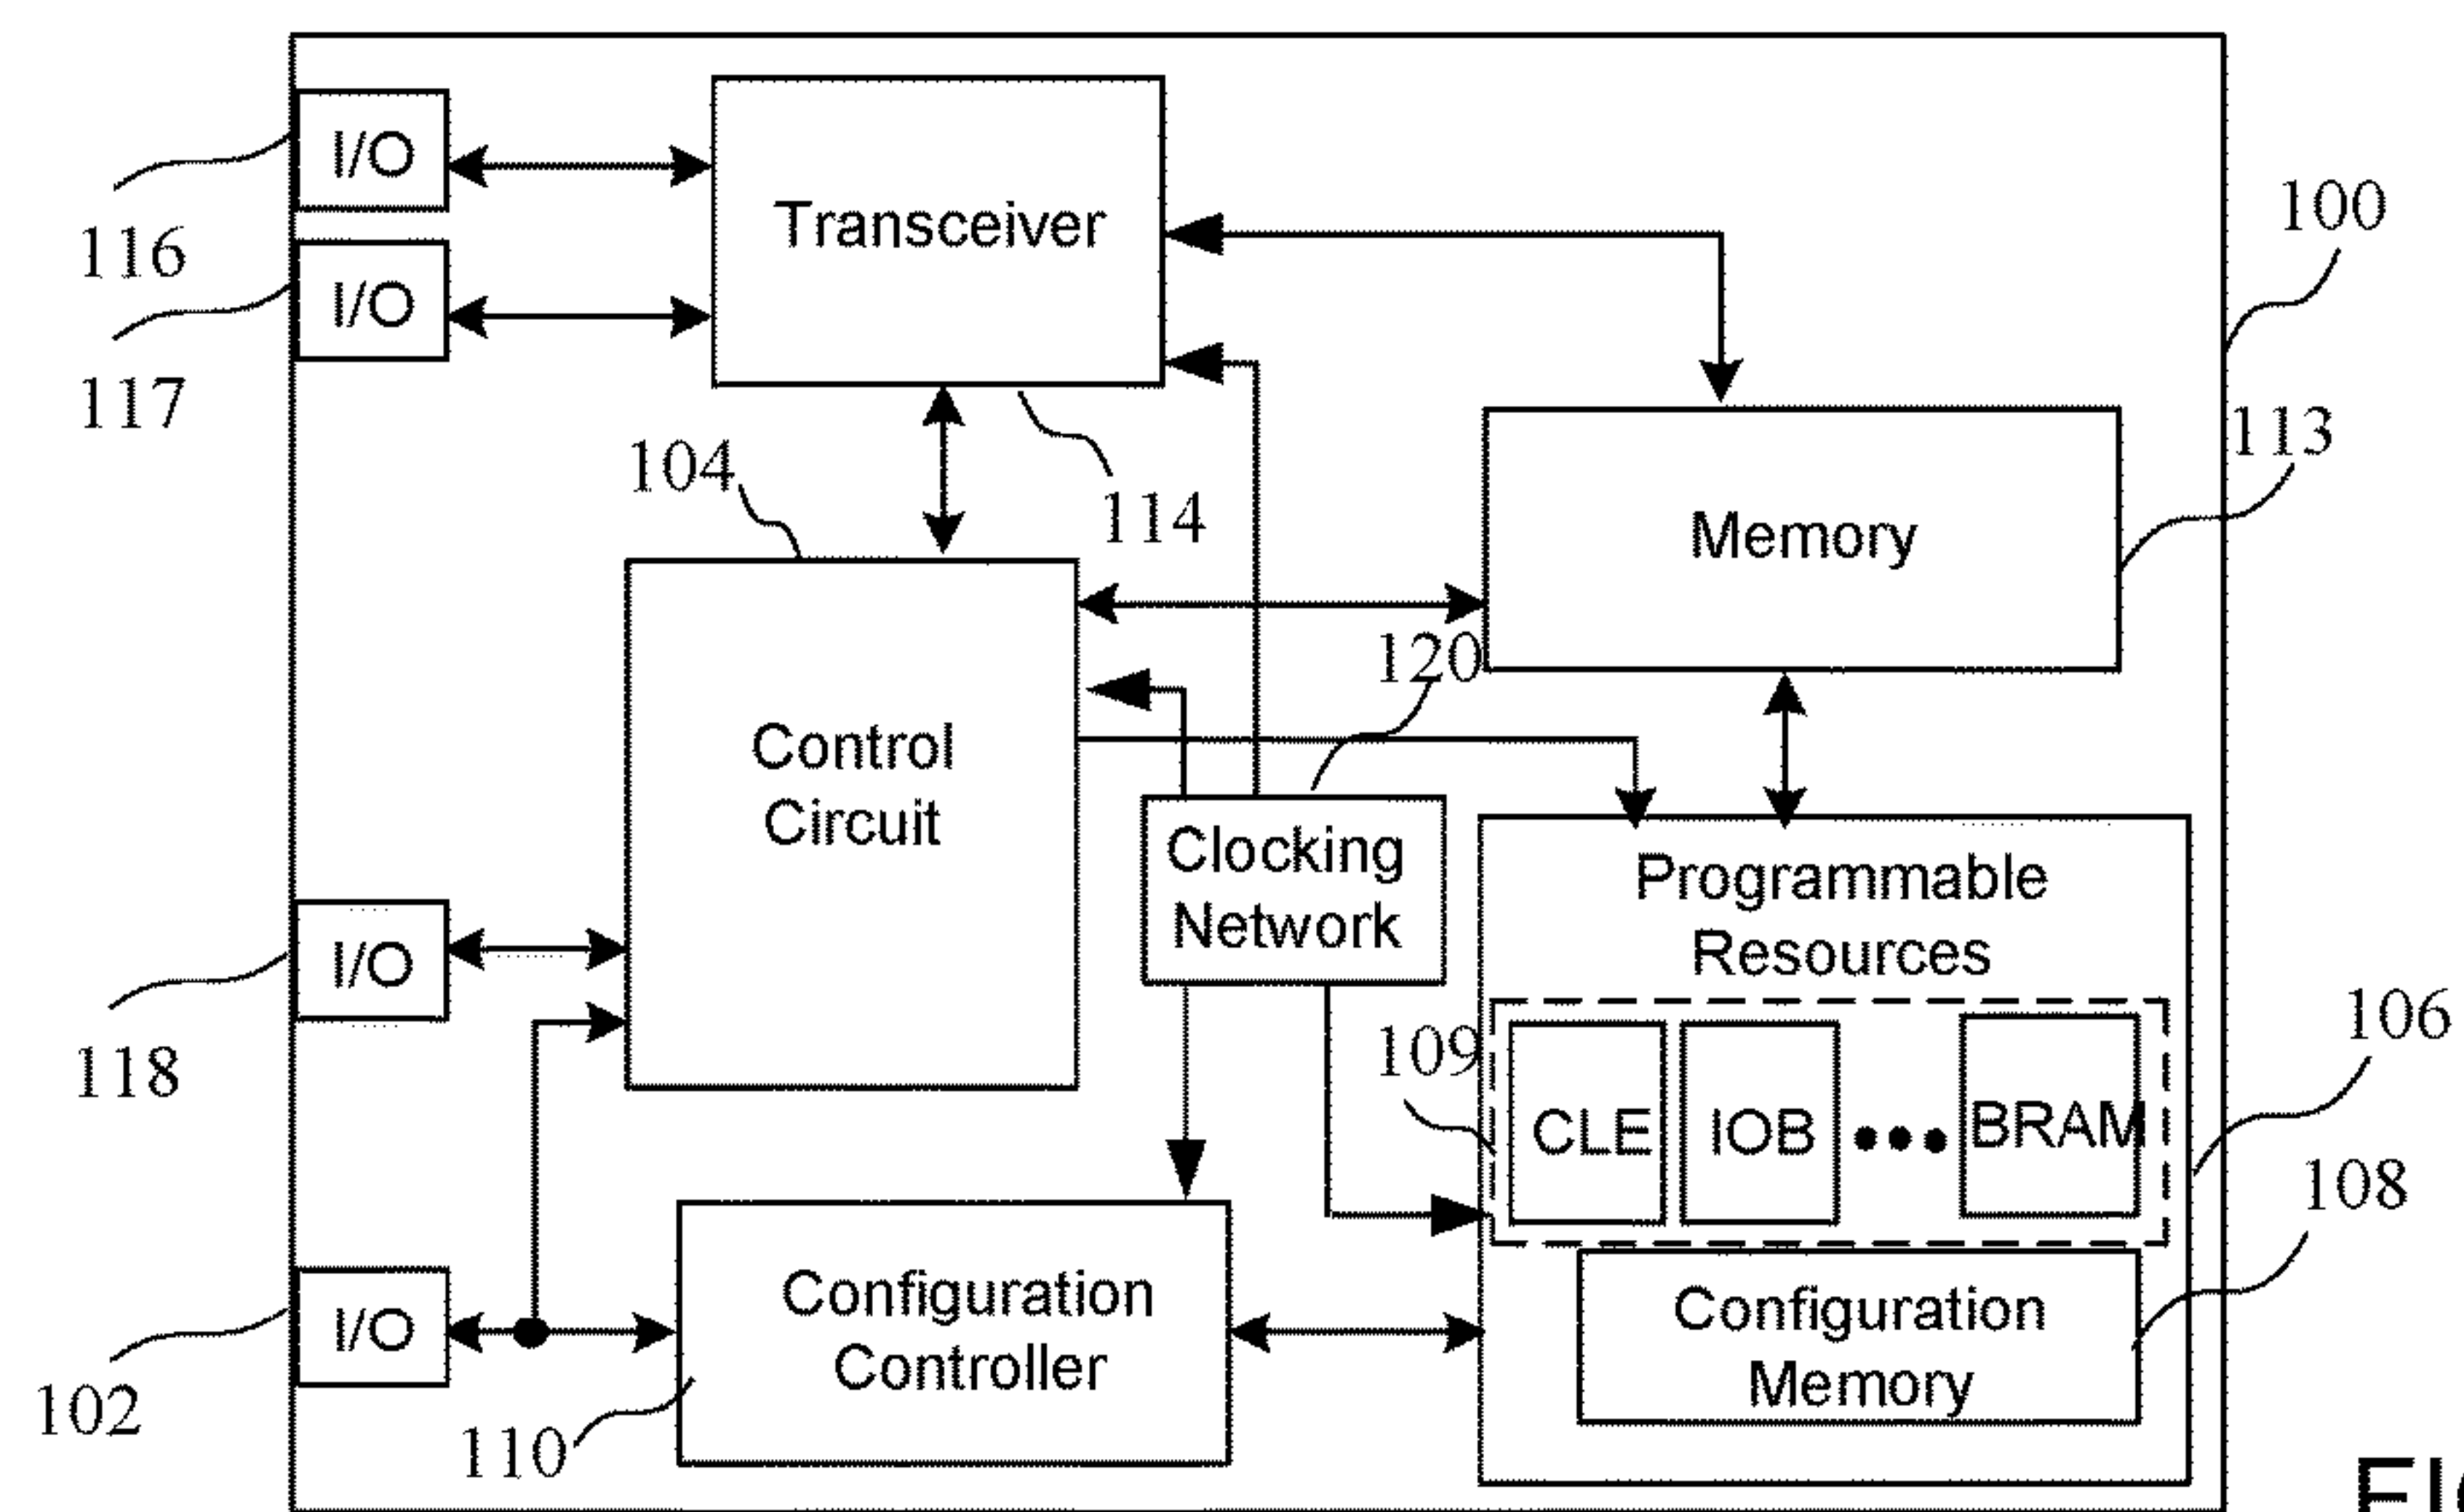 I/O
Transceiver
100
116
I/O
117
113
104
114
Memory
120
Control
Circuit
Clocking
Network
Programmable
Resources
I/O
109
106
118
CLE
IOB
BRAM
108
I/O
Configuration
Controller
Configuration
Memory
102
110